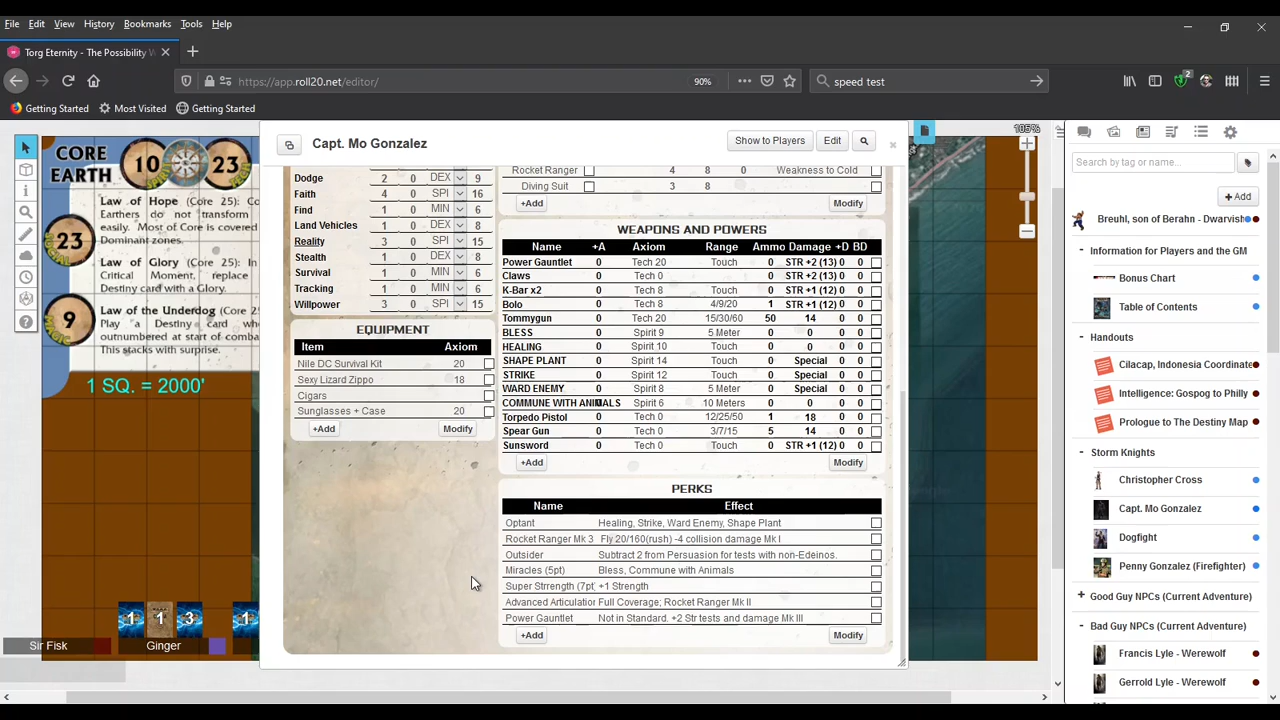 File Edit View History Bookmarks Tools Help
Torg Eternity - The Possibility W
https://app.roll20.net/editor/ 90% speed test
Getting Started Most Visited Getting Started
2
CORE EARTH 10 23
Law of Hope (Core 25): C
Earthers do not transform
easily. Most of Core is covered
Dominant zones.
23
Law of Glory (Core 25): In
Critical Moment, replace
Destiny card with a Glory.
9
Law of the Underdog (Core 25
Play a Destiny card whe
outnumbered at start of comba
This stacks with surprise.
1 SQ. = 2000'
1 1 3 1
Sir Fisk Ginger
Capt. Mo Gonzalez
Show to Players Edit
105%
Dodge 2 0 DEX 9
Faith 4 0 SPI 16
Find 1 0 MIN 6
Land Vehicles 1 0 DEX 8
Reality 3 0 SPI 15
Stealth 1 0 DEX 8
Survival 1 0 MIN 6
Tracking 1 0 MIN 6
Willpower 3 0 SPI 15
EQUIPMENT
Item Axiom
Nile DC Survival Kit 20
Sexy Lizard Zippo 18
Cigars
Sunglasses + Case 20
+Add Modify
Rocket Ranger 4 8 0 Weakness to Cold
Diving Suit 3 8
+Add Modify
WEAPONS AND POWERS
Name +A Axiom Range Ammo Damage +D BD
Power Gauntlet 0 Tech 20 Touch 0 STR +2 (13) 0 0
Claws 0 Tech 0 0 STR +2 (13) 0 0
K-Bar x2 0 Tech 8 Touch 0 STR +1 (12) 0 0
Bolo 0 Tech 8 4/9/20 1 STR +1 (12) 0 0
Tommygun 0 Tech 20 15/30/60 50 14 0 0
BLESS 0 Spirit 9 5 Meter 0 0 0 0
HEALING 0 Spirit 10 Touch 0 0 0 0
SHAPE PLANT 0 Spirit 14 Touch 0 Special 0 0
STRIKE 0 Spirit 12 Touch 0 Special 0 0
WARD ENEMY 0 Spirit 8 5 Meter 0 Special 0 0
COMMUNE WITH ANIMALS 0 Spirit 6 10 Meters 0 0 0 0
Torpedo Pistol 0 Tech 0 12/25/50 1 18 0 0
Spear Gun 0 Tech 0 3/7/15 5 14 0 0
Sunsword 0 Tech 0 Touch 0 STR +1 (12) 0 0
+Add Modify
PERKS
Name Effect
Optant Healing, Strike, Ward Enemy, Shape Plant
Rocket Ranger Mk 3 Fly 20/160(rush) -4 collision damage Mk I
Outsider Subtract 2 from Persuasion for tests with non-Edeinos.
Miracles (5pt) Bless, Commune with Animals
Super Strrength (7pt) +1 Strength
Advanced Articulation Full Coverage; Rocket Ranger Mk II
Power Gauntlet Not in Standard. +2 Str tests and damage Mk III
+Add Modify
Search by tag or name...
+ Add
Breuhl, son of Berahn - Dwarvish
- Information for Players and the GM
Bonus Chart
Table of Contents
- Handouts
Cilacap, Indonesia Coordinate
Intelligence: Gospog to Philly
Prologue to The Destiny Map
- Storm Knights
Christopher Cross
Capt. Mo Gonzalez
Dogfight
Penny Gonzalez (Firefighter)
+ Good Guy NPCs (Current Adventure)
- Bad Guy NPCs (Current Adventure)
Francis Lyle - Werewolf
Gerrold Lyle - Werewolf